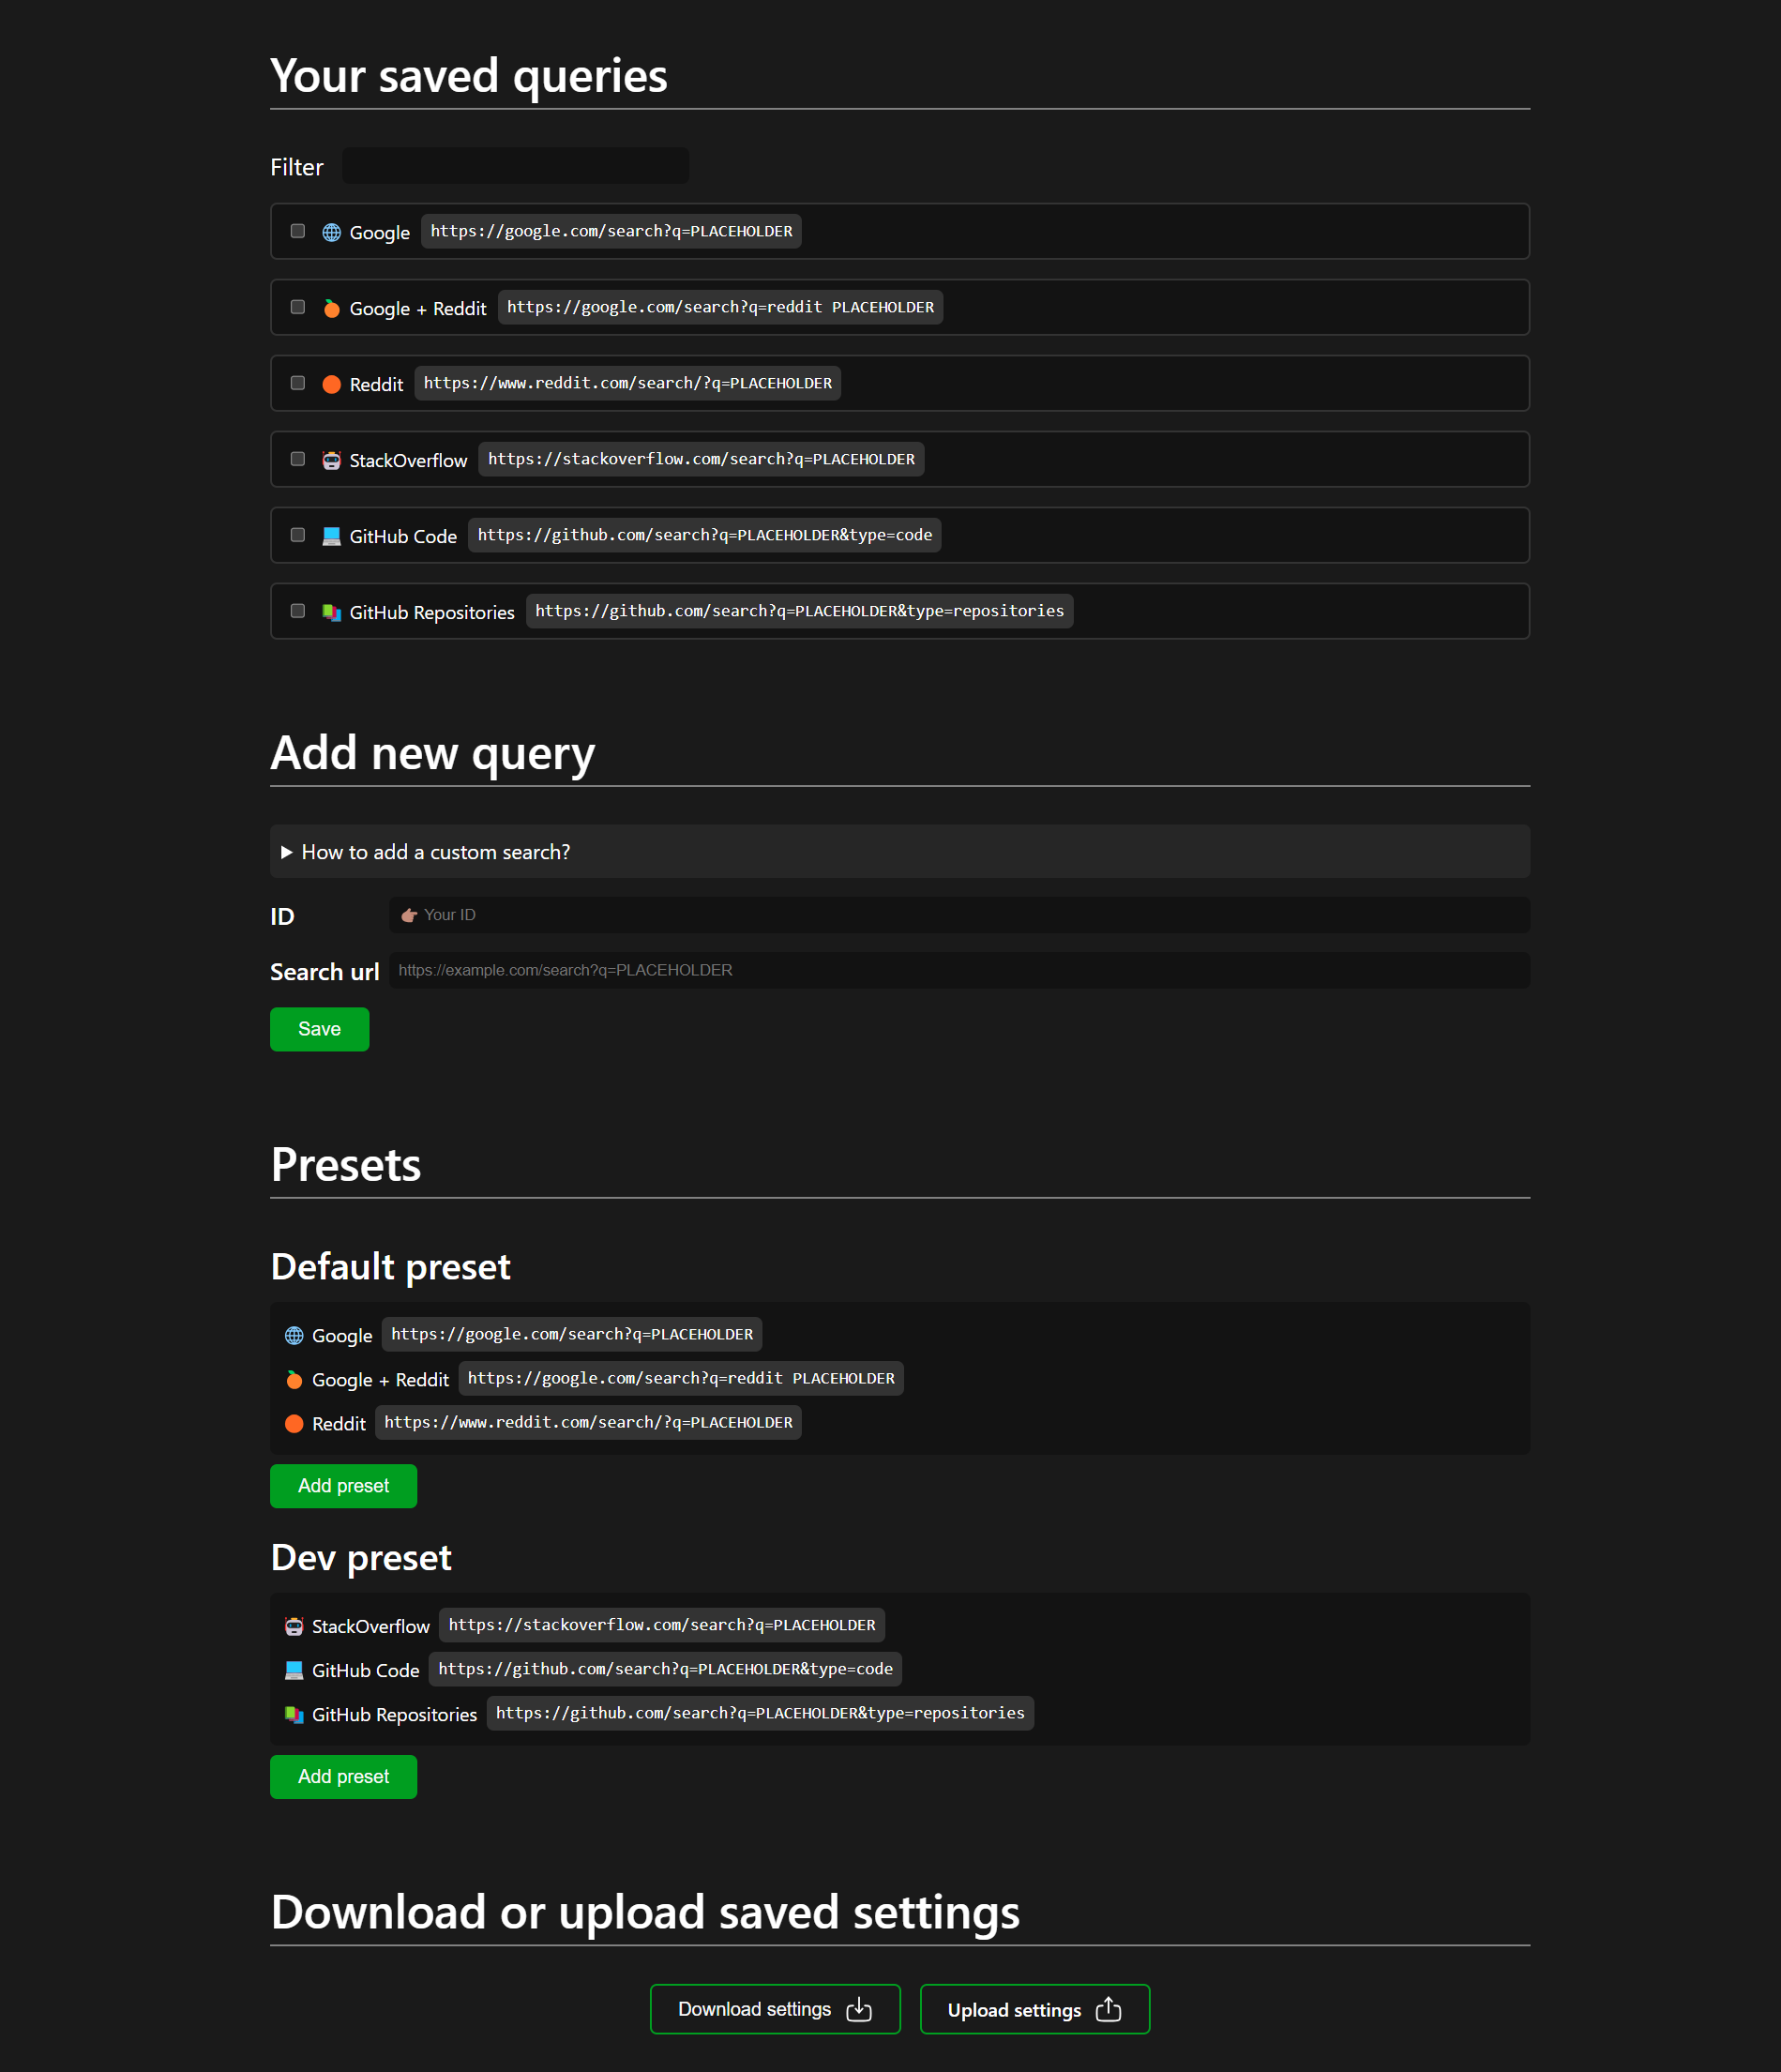 Your saved queries
Filter
🌐 Google https://google.com/search?q=PLACEHOLDER
🍊 Google + Reddit https://google.com/search?q=reddit PLACEHOLDER
🟠 Reddit https://www.reddit.com/search/?q=PLACEHOLDER
🤖 StackOverflow https://stackoverflow.com/search?q=PLACEHOLDER
💻 GitHub Code https://github.com/search?q=PLACEHOLDER&type=code
📚 GitHub Repositories https://github.com/search?q=PLACEHOLDER&type=repositories
Add new query
▶ How to add a custom search?
ID 👉🏽 Your ID
Search url https://example.com/search?q=PLACEHOLDER
Save
Presets
Default preset
🌐 Google https://google.com/search?q=PLACEHOLDER
🍊 Google + Reddit https://google.com/search?q=reddit PLACEHOLDER
🟠 Reddit https://www.reddit.com/search/?q=PLACEHOLDER
Add preset
Dev preset
🤖 StackOverflow https://stackoverflow.com/search?q=PLACEHOLDER
💻 GitHub Code https://github.com/search?q=PLACEHOLDER&type=code
📚 GitHub Repositories https://github.com/search?q=PLACEHOLDER&type=repositories
Add preset
Download or upload saved settings
Download settings Upload settings